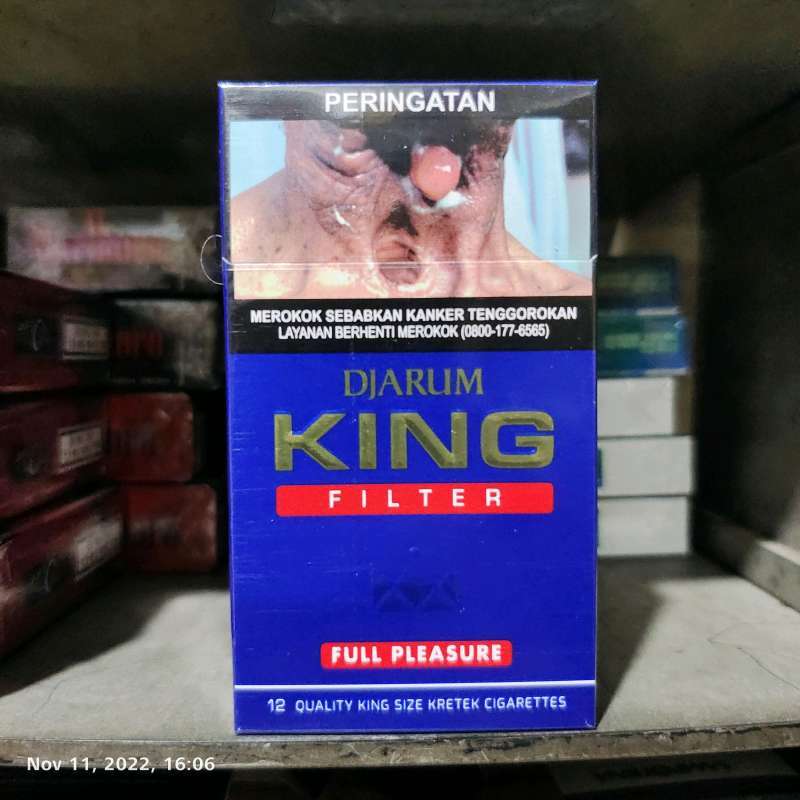 PERINGATAN
MEROKOK SEBABKAN KANKER TENGGOROKAN
LAYANAN BERHENTI MEROKOK (0800-177-6565)
DJARUM
KING
FILTER
FULL PLEASURE
12 QUALITY KING SIZE KRETEK CIGARETTES
Nov 11, 2022, 16:06